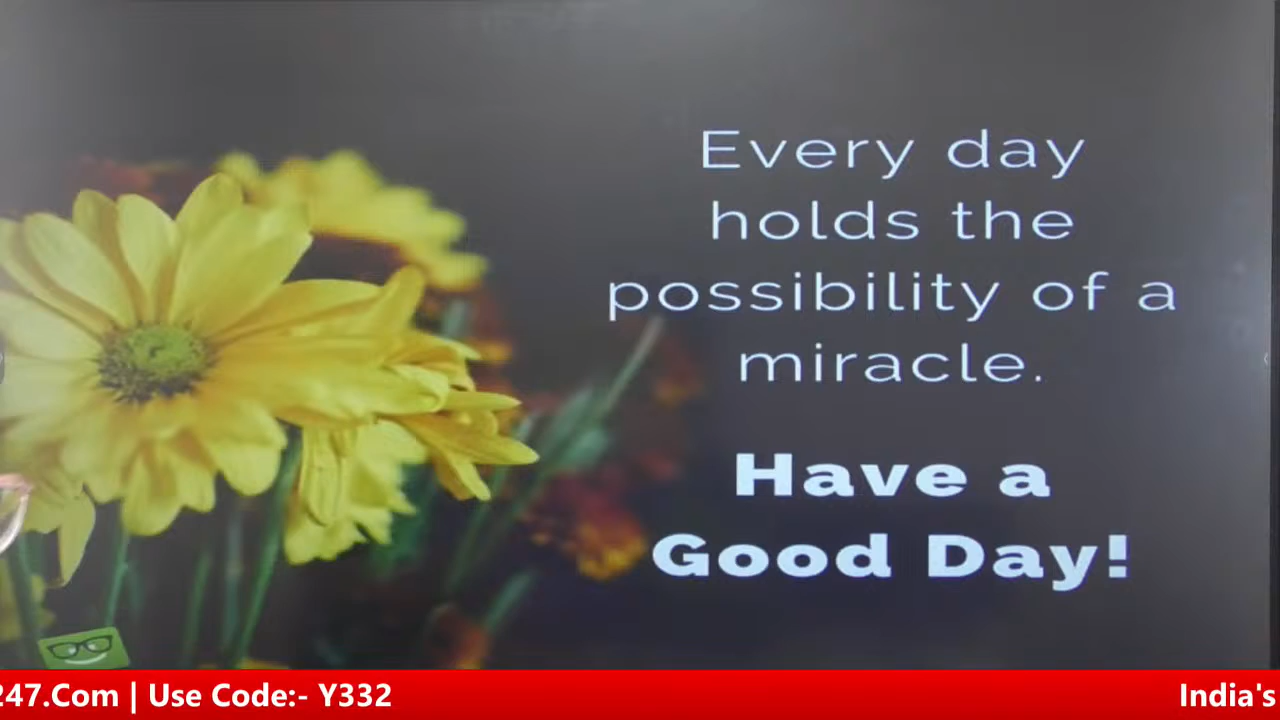 Every day
holds the
possibility of a
miracle.
Have a
Good Day!
247.Com | Use Code:- Y332
India's